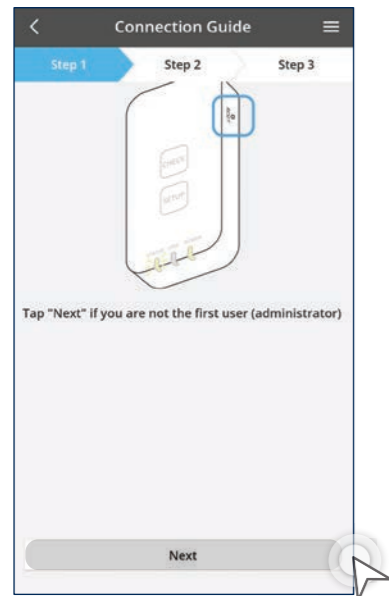 Connection Guide
Step 1 Step 2 Step 3
CHECK
SETUP
Tap "Next" if you are not the first user (administrator)
Next